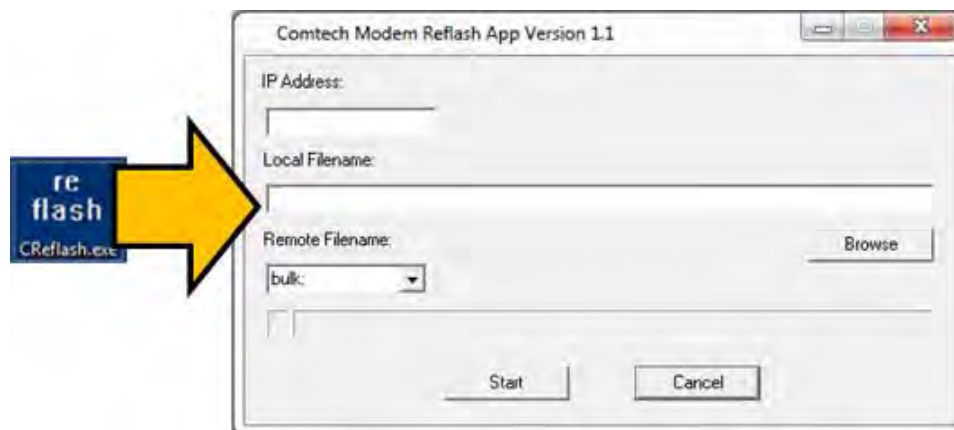 Comtech Modem Reflash App Version 1.1
IP Address:
Local Filename:
re
flash
CReflash.exe
Remote Filename:
Browse
bulk:
Start
Cancel